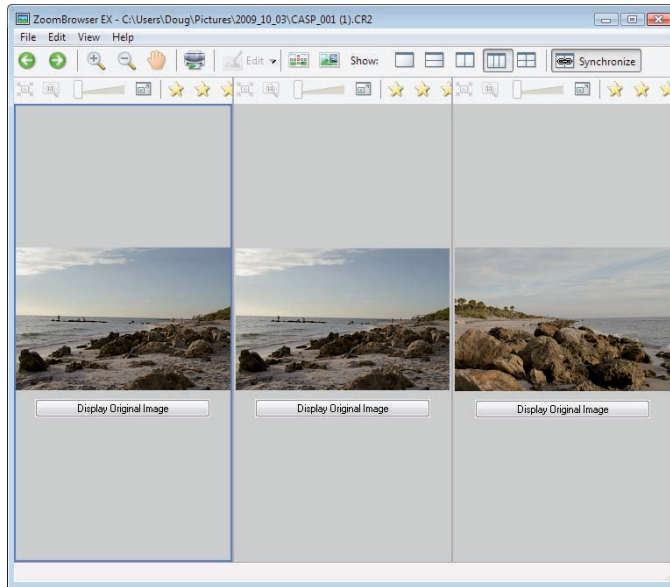 ZoomBrowser EX - C:\Users\Doug\Pictures\2009_10_03\CASP_001 (1).CR2
File Edit View Help
Edit Show: Synchronize
Display Original Image Display Original Image Display Original Image